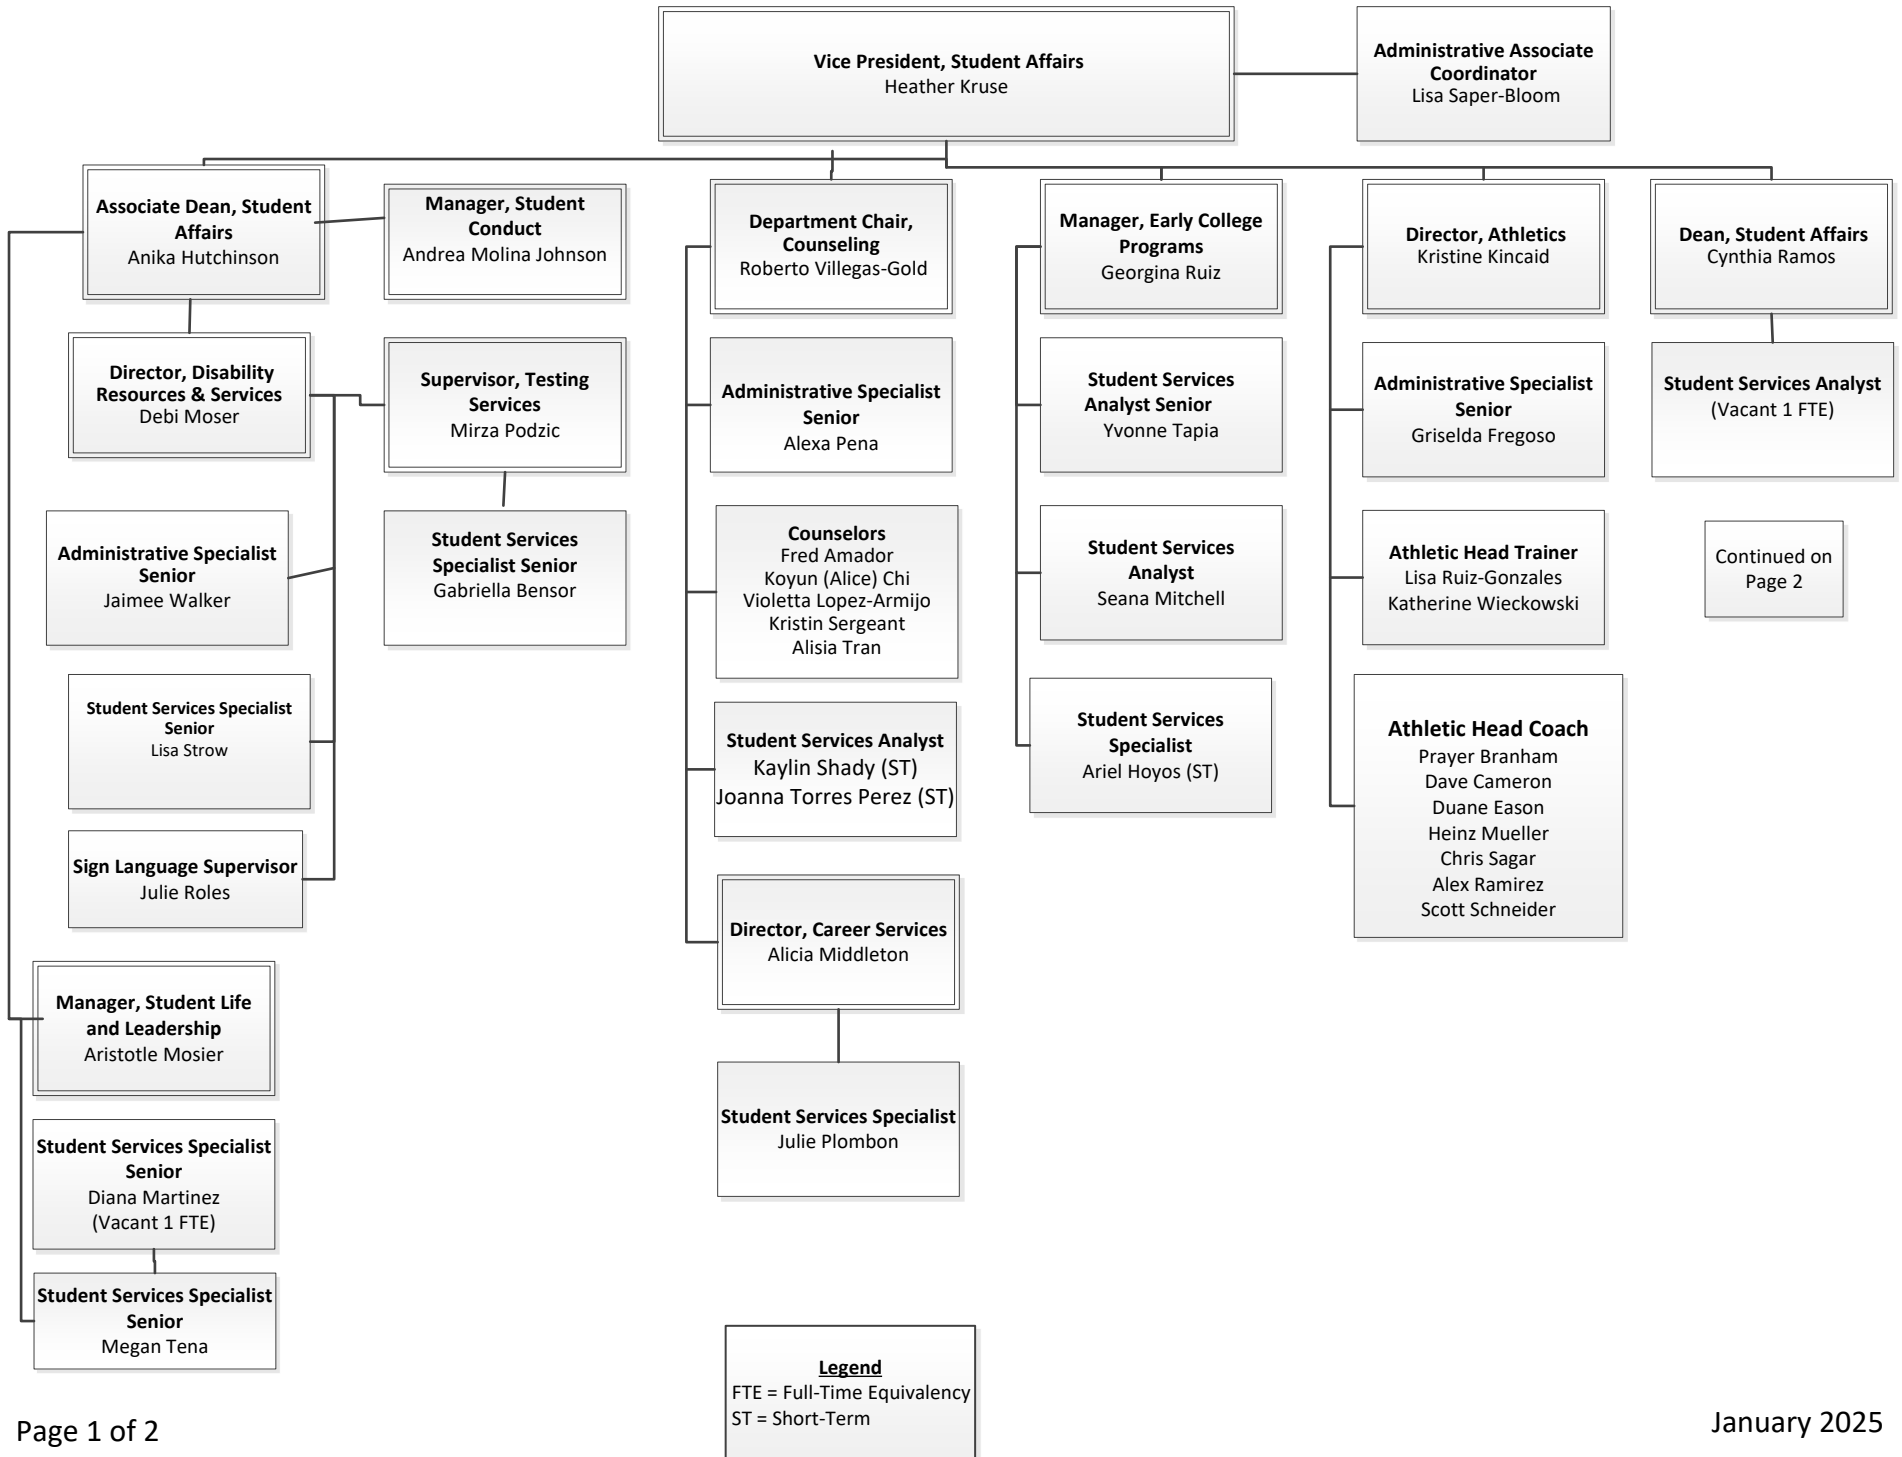 Vice President, Student Affairs
Heather Kruse
Administrative Associate
Coordinator
Lisa Saper-Bloom
Associate Dean, Student
Affairs
Anika Hutchinson
Manager, Student
Conduct
Andrea Molina Johnson
Department Chair,
Counseling
Roberto Villegas-Gold
Manager, Early College
Programs
Georgina Ruiz
Director, Athletics
Kristine Kincaid
Dean, Student Affairs
Cynthia Ramos
Director, Disability
Resources & Services
Debi Moser
Supervisor, Testing
Services
Mirza Podzic
Administrative Specialist
Senior
Alexa Pena
Student Services
Analyst Senior
Yvonne Tapia
Administrative Specialist
Senior
Griselda Fregoso
Student Services Analyst
(Vacant 1 FTE)
Administrative Specialist
Senior
Jaimee Walker
Student Services
Specialist Senior
Gabriella Bensor
Counselors
Fred Amador
Koyun (Alice) Chi
Violetta Lopez-Armijo
Kristin Sergeant
Alisia Tran
Student Services
Analyst
Seana Mitchell
Athletic Head Trainer
Lisa Ruiz-Gonzales
Katherine Wieckowski
Continued on
Page 2
Student Services Specialist
Senior
Lisa Strow
Student Services Analyst
Kaylin Shady (ST)
Joanna Torres Perez (ST)
Student Services
Specialist
Ariel Hoyos (ST)
Athletic Head Coach
Prayer Branham
Dave Cameron
Duane Eason
Heinz Mueller
Chris Sagar
Alex Ramirez
Scott Schneider
Sign Language Supervisor
Julie Roles
Director, Career Services
Alicia Middleton
Manager, Student Life
and Leadership
Aristotle Mosier
Student Services Specialist
Julie Plombon
Student Services Specialist
Senior
Diana Martinez
(Vacant 1 FTE)
Student Services Specialist
Senior
Megan Tena
Legend
FTE = Full-Time Equivalency
ST = Short-Term
Page 1 of 2
January 2025